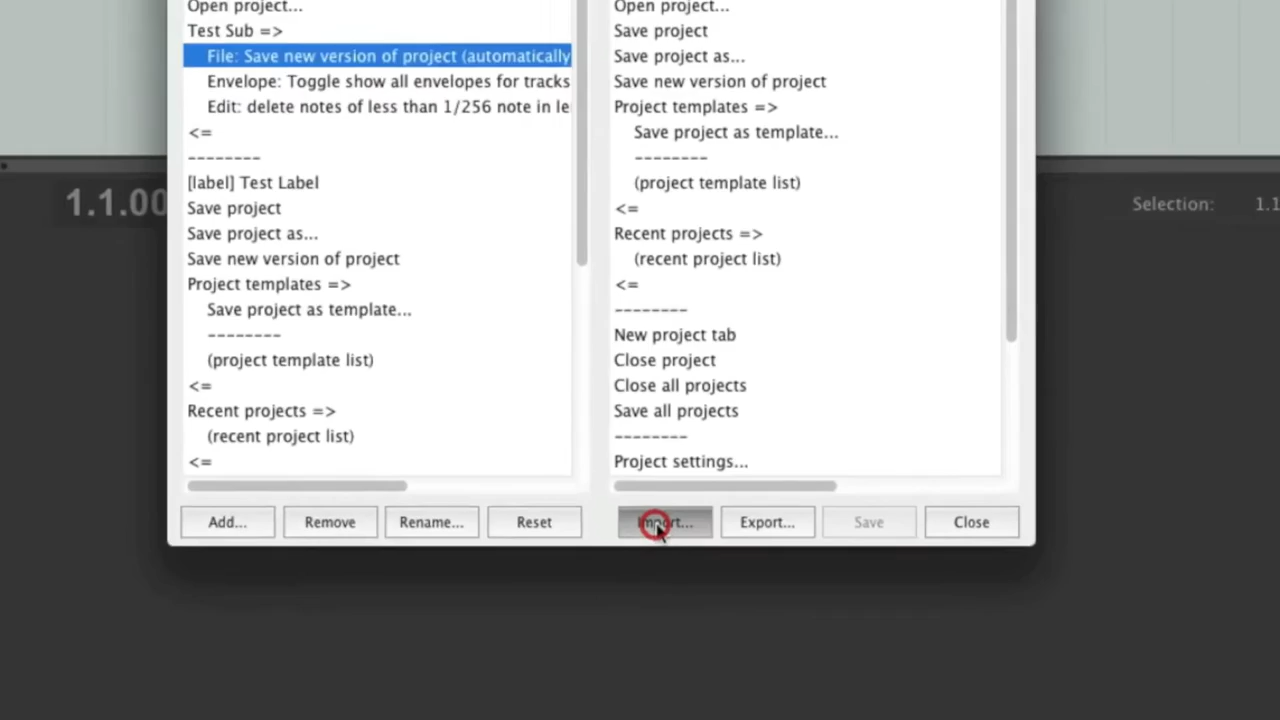 Open project...
Test Sub =>
File: Save new version of project (automatically
Envelope: Toggle show all envelopes for tracks
Edit: delete notes of less than 1/256 note in le
<=
--------
[label] Test Label
Save project
Save project as...
Save new version of project
Project templates =>
Save project as template...
--------
(project template list)
<=
Recent projects =>
(recent project list)
<=
Open project...
Save project
Save project as...
Save new version of project
Project templates =>
Save project as template...
--------
(project template list)
<=
Recent projects =>
(recent project list)
<=
--------
New project tab
Close project
Close all projects
Save all projects
--------
Project settings...
Add...
Remove
Rename...
Reset
Import...
Export...
Save
Close
1.1.00
Selection:
1.1